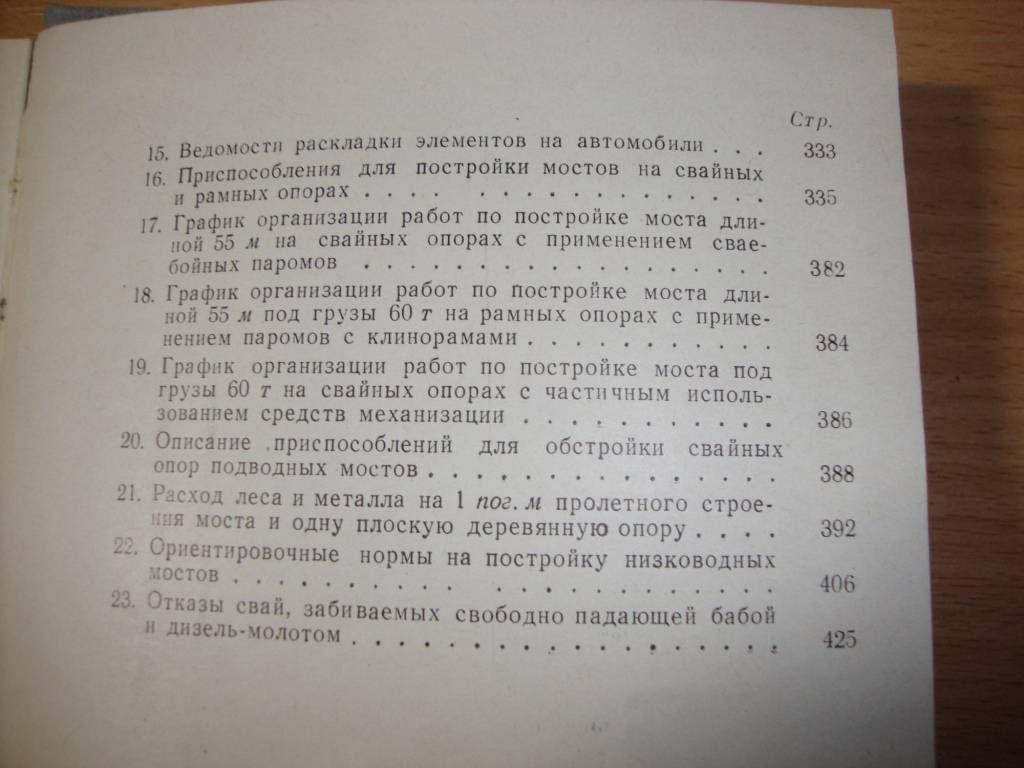 Стр.
15. Ведомости раскладки элементов на автомобили . . . 333
16. Приспособления для постройки мостов на свайных
и рамных опорах . . . . . . . . . . . . . . . . . 335
17. График организации работ по постройке моста дли-
ной 55 м на свайных опорах с применением свае-
бойных паромов . . . . . . . . . . . . . . . . . . 382
18. График организации работ по постройке моста дли-
ной 55 м под грузы 60 т на рамных опорах с приме-
нением паромов с клинорамами . . . . . . . . . . . 384
19. График организации работ по постройке моста под
грузы 60 т на свайных опорах с частичным исполь-
зованием средств механизации . . . . . . . . . . . 386
20. Описание приспособлений для обстройки свайных
опор подводных мостов . . . . . . . . . . . . . . . 388
21. Расход леса и металла на 1 пог. м пролетного строе-
ния моста и одну плоскую деревянную опору . . . . 392
22. Ориентировочные нормы на постройку низководных
мостов . . . . . . . . . . . . . . . . . . . . . . . 406
23. Отказы свай, забиваемых свободно падающей бабой
и дизель-молотом . . . . . . . . . . . . . . . . . . 425